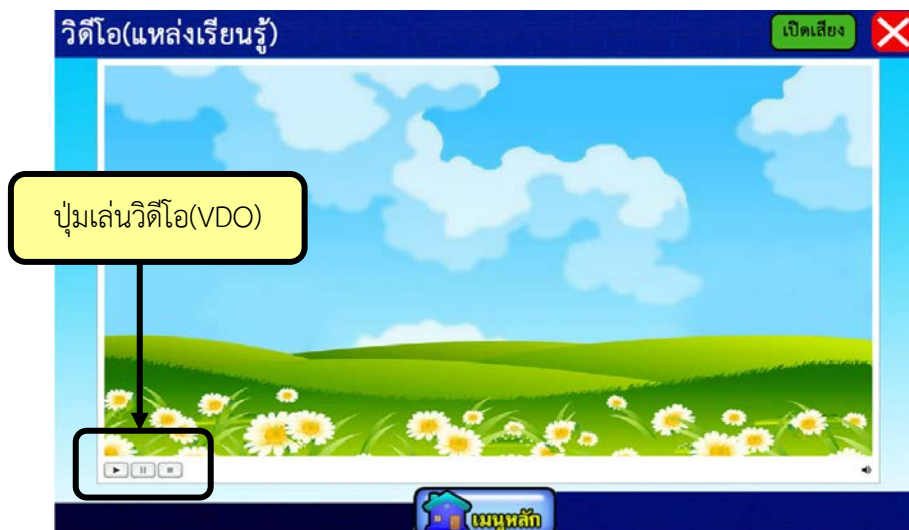 วิดีโอ(แหล่งเรียนรู้)
เปิดเสียง
ปุ่มเล่นวิดีโอ(VDO)
เมนูหลัก